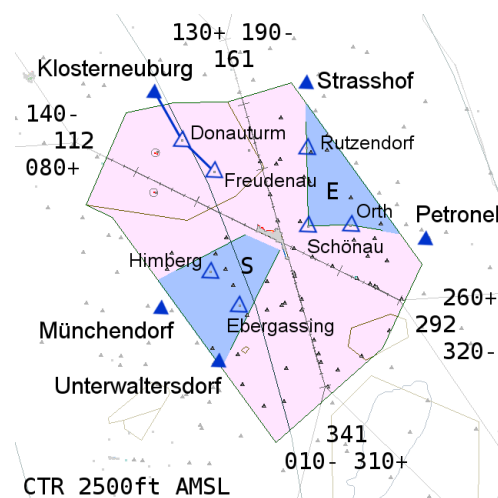 130+ 190-
161
Klosterneuburg
Strasshof
140-
112
080+
Donauturm
Rutzendorf
Freudenau
E
Orth
Petronel
Schönau
Himberg
S
260+
292
320-
Münchendorf
Ebergassing
Unterwaltersdorf
341
010- 310+
CTR 2500ft AMSL